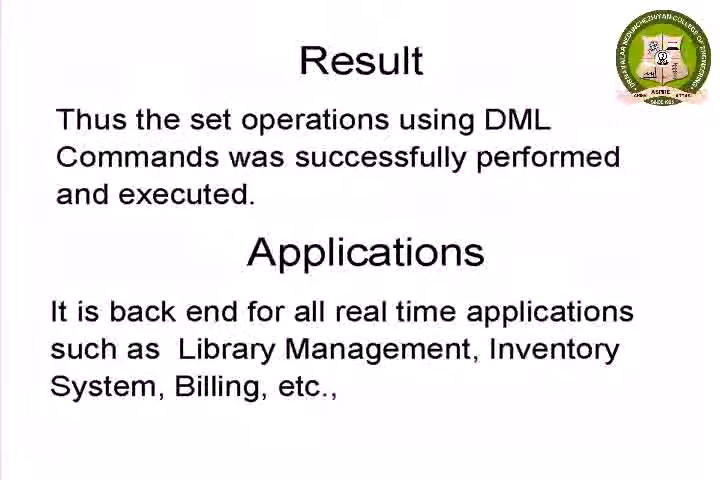 Result
Thus the set operations using DML
Commands was successfully performed
and executed.
Applications
It is back end for all real time applications
such as Library Management, Inventory
System, Billing, etc.,
ASPIRE